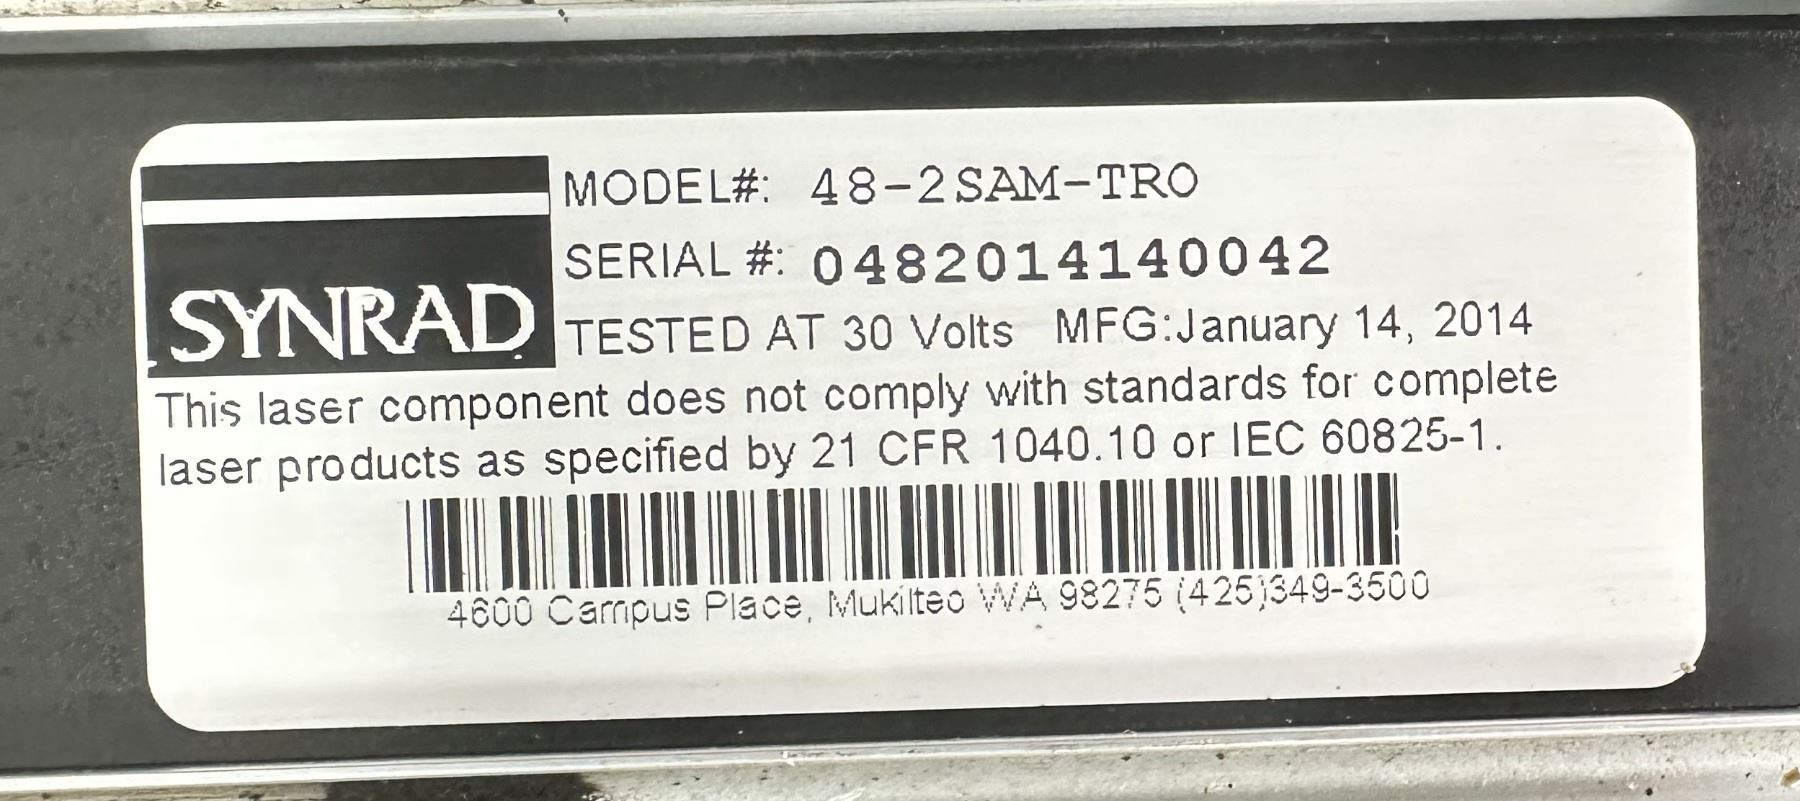 SYNRAD
MODEL#: 48-2SAM-TRO
SERIAL #: 0482014140042
TESTED AT 30 Volts MFG:January 14, 2014
This laser component does not comply with standards for complete
laser products as specified by 21 CFR 1040.10 or IEC 60825-1.
4600 Campus Place, Mukilteo WA 98275 (425)349-3500